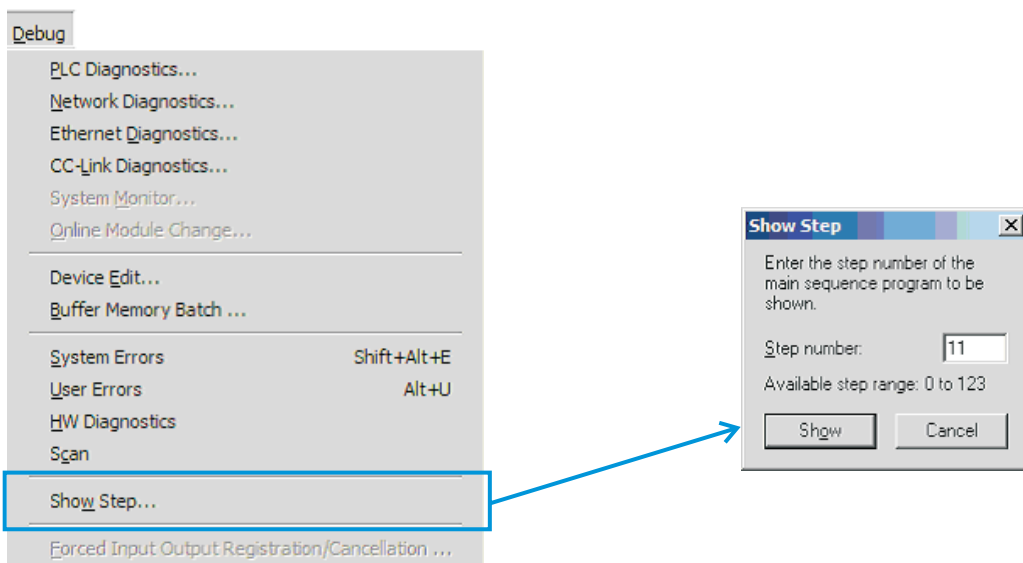 Debug
PLC Diagnostics...
Network Diagnostics...
Ethernet Diagnostics...
CC-Link Diagnostics...
System Monitor...
Online Module Change...
Device Edit...
Buffer Memory Batch ...
System Errors Shift+Alt+E
User Errors Alt+U
HW Diagnostics
Scan
Show Step...
Forced Input Output Registration/Cancellation ...
Show Step
Enter the step number of the
main sequence program to be
shown.
Step number: 11
Available step range: 0 to 123
Show Cancel